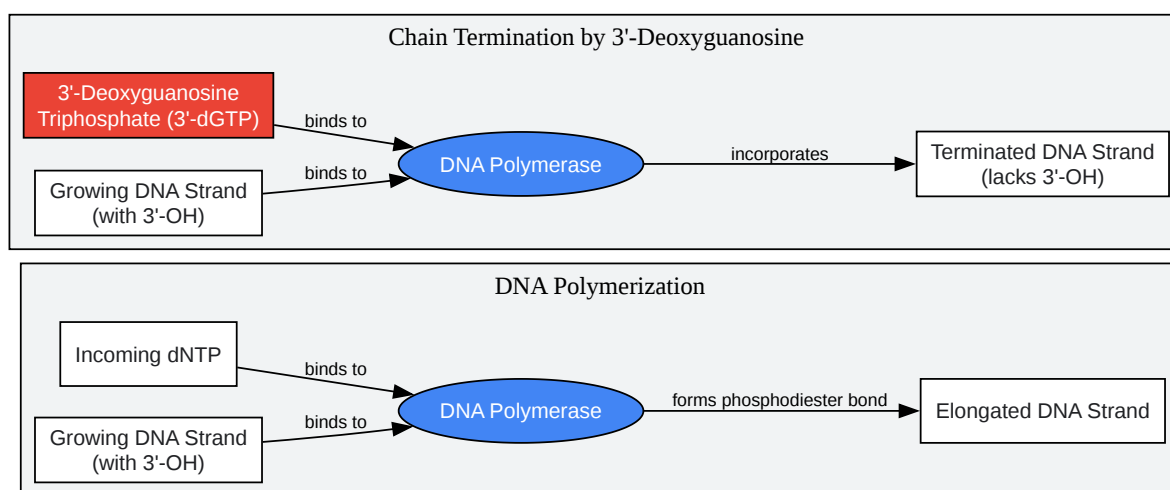 Chain Termination by 3'-Deoxyguanosine
3'-Deoxyguanosine
Triphosphate (3'-dGTP)
binds to
Growing DNA Strand
(with 3'-OH)
binds to
DNA Polymerase
incorporates
Terminated DNA Strand
(lacks 3'-OH)
DNA Polymerization
Incoming dNTP
binds to
Growing DNA Strand
(with 3'-OH)
binds to
DNA Polymerase
forms phosphodiester bond
Elongated DNA Strand